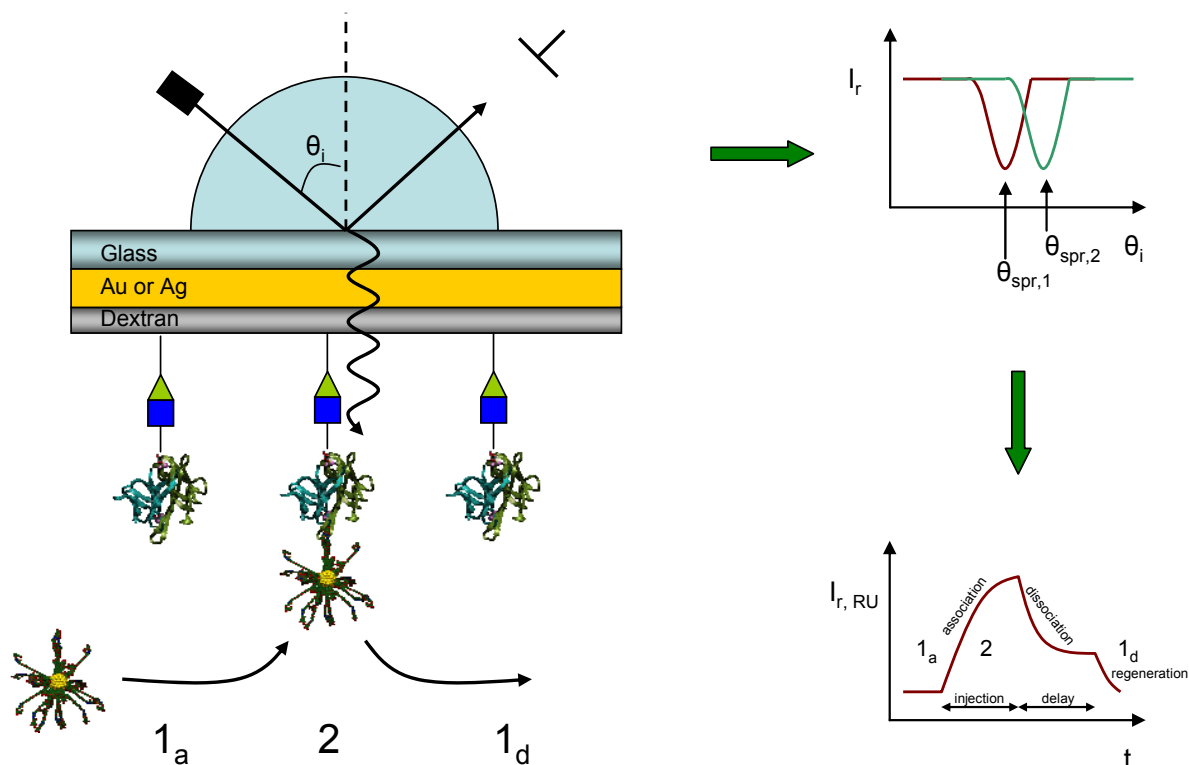 θi
Glass
Au or Ag
Dextran
1a
2
1d
Ir
θspr,1
θspr,2
θi
Ir, RU
association
dissociation
1a
2
1d
regeneration
injection
delay
t